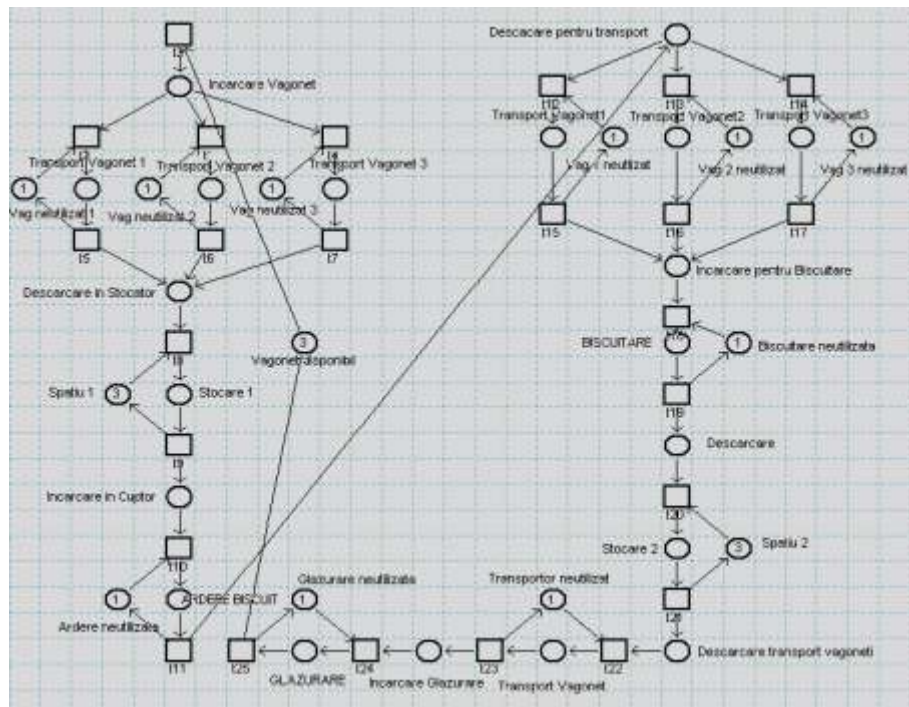 Descacare pentru transport
Incarcare Vagonet
t12
t13
t14
Transport Vagonet1
Transport Vagonet2
Transport Vagonet3
Transport Vagonet 1
Transport Vagonet 2
Transport Vagonet 3
1
1
1
1
1
1
Vag 1 neutilizat
Vag 2 neutilizat
Vag 3 neutilizat
Vag neutilizat 1
Vag neutilizat 2
Vag neutilizat 3
t5
t6
t7
t15
t16
t17
Incarcare pentru Biscuitare
Descarcare in Stocator
t8
3
Vagonet disponibil
BISCUITARE
1
Biscuitare neutilizata
Spatiu 1
3
Stocare 1
t19
t9
Descarcare
Incarcare in Cuptor
t20
t10
Stocare 2
3
Spatiu 2
Glazurare neutilizata
Transportor neutilizat
1
ARDERE BISCUIT
1
1
t21
Ardere neutilizata
t11
t25
t24
t23
t22
Descarcare transport vagoneti
GLAZURARE
Incarcare Glazurare
Transport Vagonet